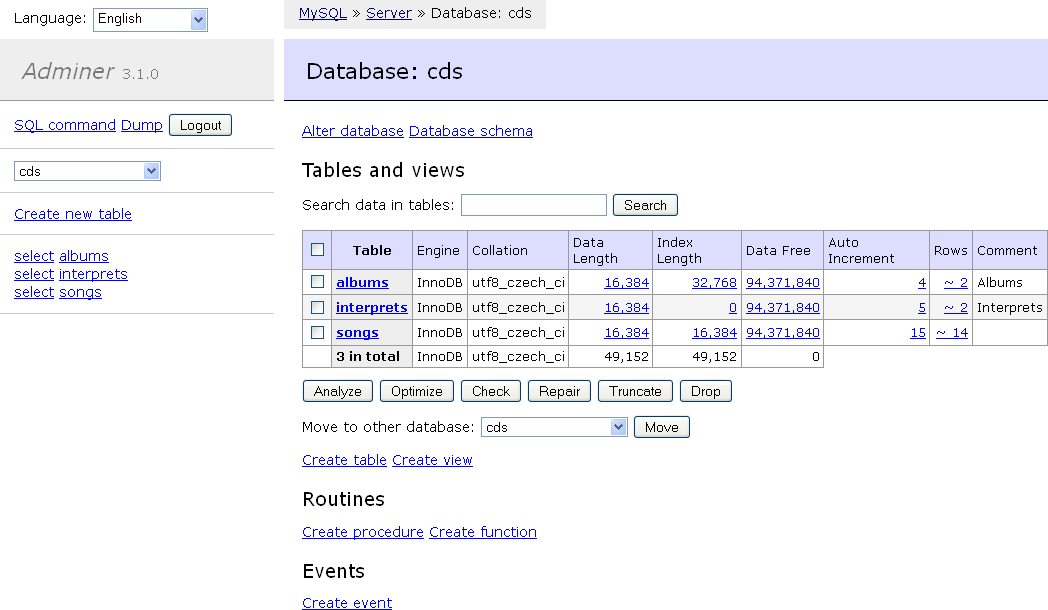 Language: English
Adminer 3.1.0
SQL command Dump Logout
cds
Create new table
select albums
select interprets
select songs
MySQL » Server » Database: cds
Database: cds
Alter database Database schema
Tables and views
Search data in tables: Search
Table Engine Collation Data Length Index Length Data Free Auto Increment Rows Comment
albums InnoDB utf8_czech_ci 16,384 32,768 94,371,840 4 ~ 2 Albums
interprets InnoDB utf8_czech_ci 16,384 0 94,371,840 5 ~ 2 Interprets
songs InnoDB utf8_czech_ci 16,384 16,384 94,371,840 15 ~ 14
3 in total InnoDB utf8_czech_ci 49,152 49,152 0
Analyze Optimize Check Repair Truncate Drop
Move to other database: cds Move
Create table Create view
Routines
Create procedure Create function
Events
Create event